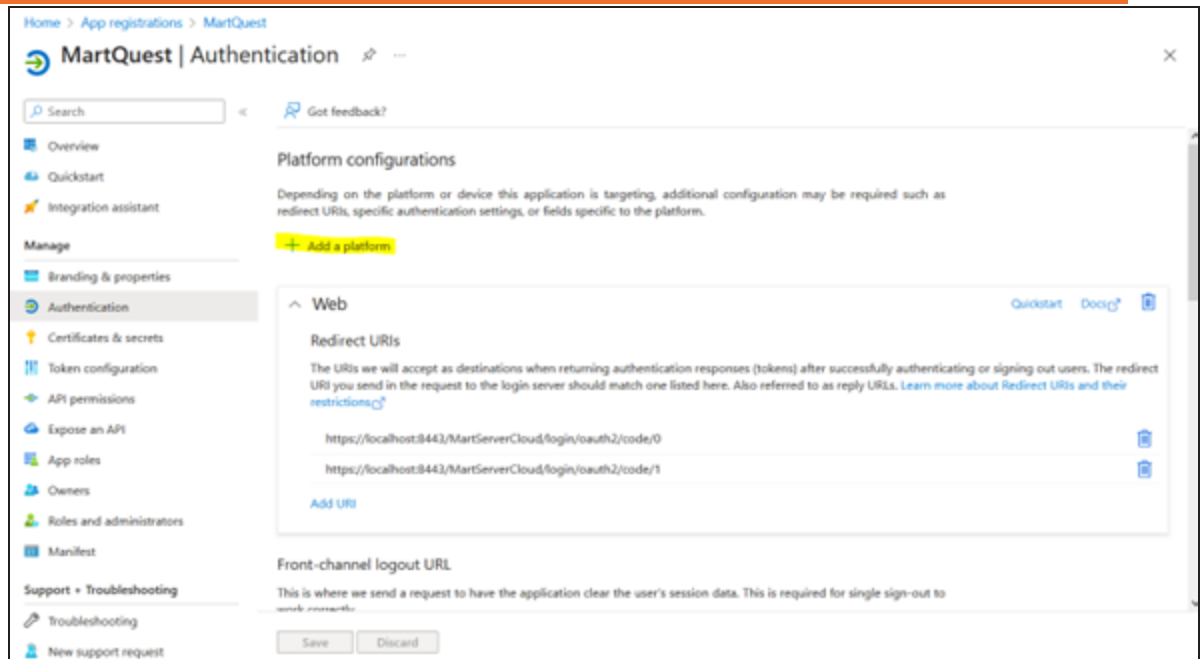 Home > App registrations > MartQuest
MartQuest | Authentication
Search
Got feedback?
Overview
Quickstart
Integration assistant
Manage
Branding & properties
Authentication
Certificates & secrets
Token configuration
API permissions
Expose an API
App roles
Owners
Roles and administrators
Manifest
Support + Troubleshooting
Troubleshooting
New support request
Platform configurations
Depending on the platform or device this application is targeting, additional configuration may be required such as
redirect URIs, specific authentication settings, or fields specific to the platform.
+ Add a platform
Web
Quickstart Docs
Redirect URIs
The URIs we will accept as destinations when returning authentication responses (tokens) after successfully authenticating or signing out users. The redirect
URI you send in the request to the login server should match one listed here. Also referred to as reply URLs. Learn more about Redirect URIs and their
restrictions
https://localhost:8443/MartServerCloud/login/oauth2/code/0
https://localhost:8443/MartServerCloud/login/oauth2/code/1
Add URI
Front-channel logout URL
This is where we send a request to have the application clear the user's session data. This is required for single sign-out to
work correctly.
Save Discard